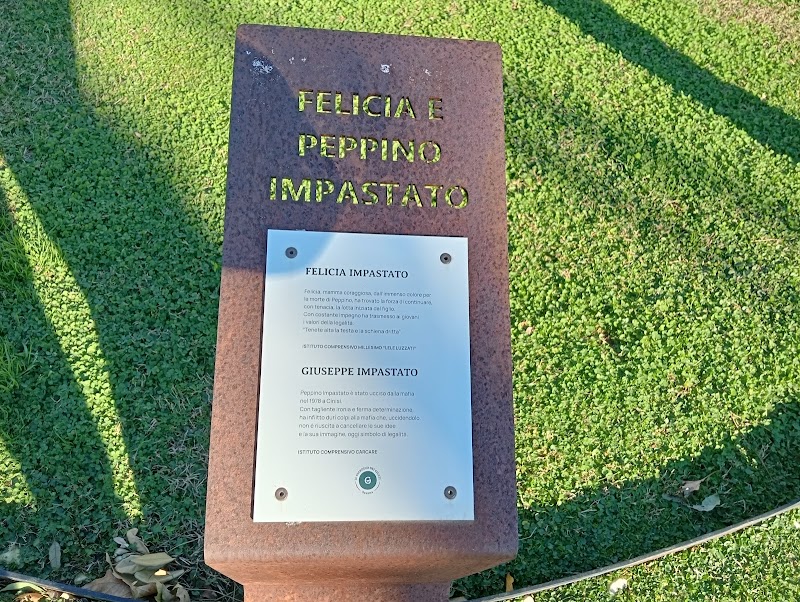 FELICIA E
PEPPINO
IMPASTATO
FELICIA IMPASTATO
Felicia, mamma coraggiosa, dall'immenso dolore per
la morte di Peppino, ha trovato la forza di continuare,
con tenacia, la lotta iniziata dal figlio.
Con costante impegno ha trasmesso ai giovani
i valori della legalità.
"Tenete alta la testa e la schiena dritta"
ISTITUTO COMPRENSIVO MILLESIMO "LELE LUZZATI"
GIUSEPPE IMPASTATO
Peppino Impastato è stato ucciso dalla mafia
nel 1978 a Cinisi.
Con tagliente ironia e ferma determinazione,
ha inflitto duri colpi alla mafia che, uccidendolo
non è riuscita a cancellare le sue idee
e la sua immagine, oggi simbolo di legalità.
ISTITUTO COMPRENSIVO CARCARE